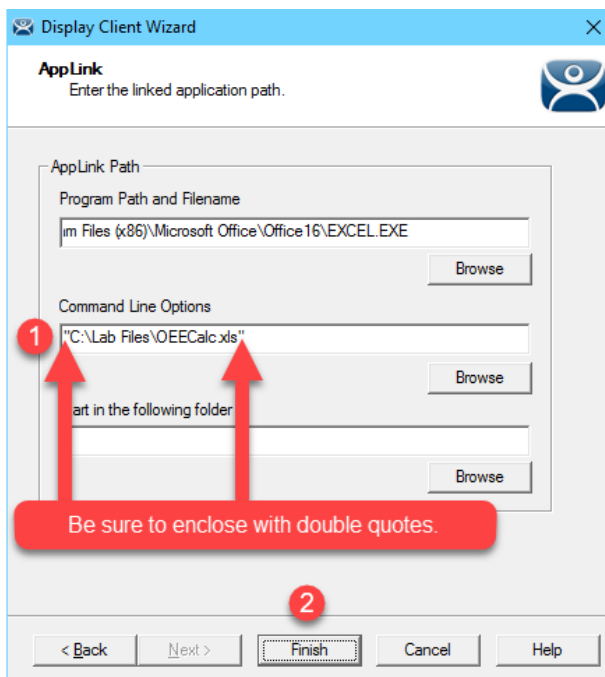 Display Client Wizard
AppLink
Enter the linked application path.
AppLink Path
Program Path and Filename
ım Files (x86)\Microsoft Office\Office16\EXCEL.EXE
Browse
Command Line Options
1
"C:\Lab Files\OEECalc.xls"
Browse
art in the following folder
Browse
Be sure to enclose with double quotes.
2
< Back
Next >
Finish
Cancel
Help